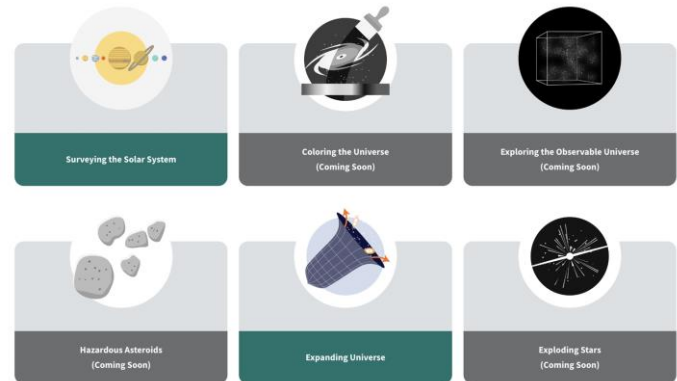 Surveying the Solar System
Coloring the Universe
(Coming Soon)
Exploring the Observable Universe
(Coming Soon)
Hazardous Asteroids
(Coming Soon)
Expanding Universe
Exploding Stars
(Coming Soon)